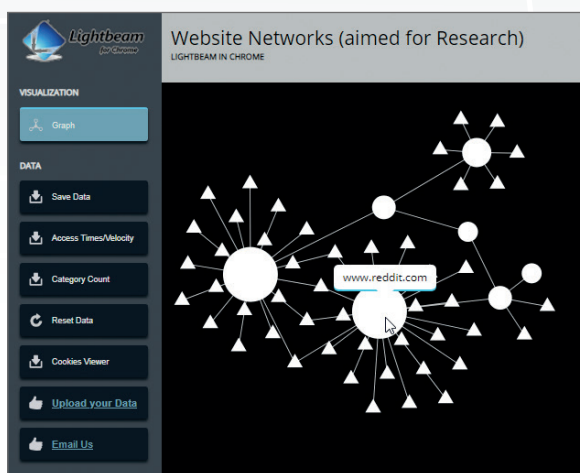 Lightbeam
for Chrome
Website Networks (aimed for Research)
LIGHTBEAM IN CHROME
VISUALIZATION
Graph
DATA
Save Data
Access Times/Velocity
Category Count
Reset Data
Cookies Viewer
Upload your Data
Email Us
www.reddit.com